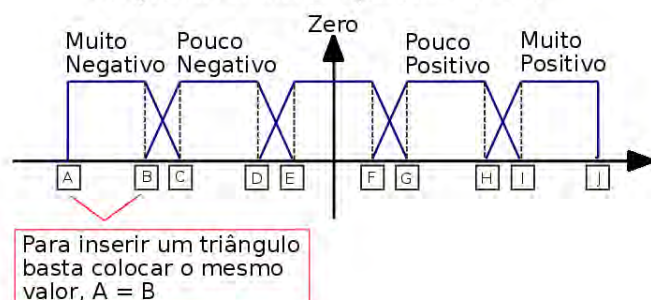 Zero
Muito
Negativo
Pouco
Negativo
Pouco
Positivo
Muito
Positivo
A
B
C
D
E
F
G
H
I
J
Para inserir um triângulo
basta colocar o mesmo
valor, A = B